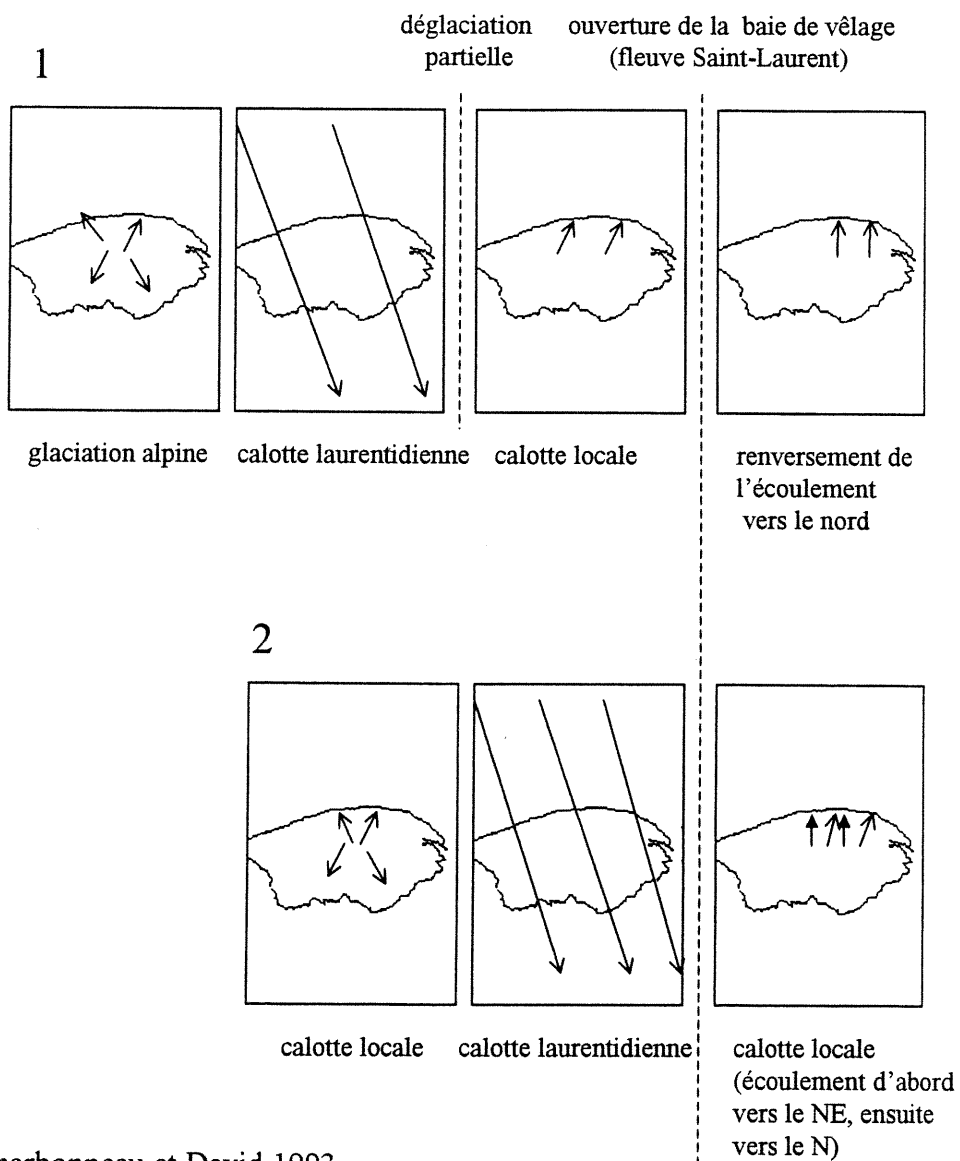 déglaciation
partielle
ouverture de la baie de vêlage
(fleuve Saint-Laurent)
1
glaciation alpine
calotte laurentidienne
calotte locale
renversement de
l'écoulement
vers le nord
2
calotte locale
calotte laurentidienne
calotte locale
(écoulement d'abord
vers le NE, ensuite
vers le N)
et David 1993